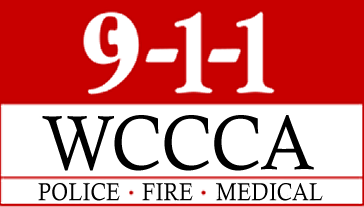 9-1-1
WCCCA
POLICE · FIRE · MEDICAL